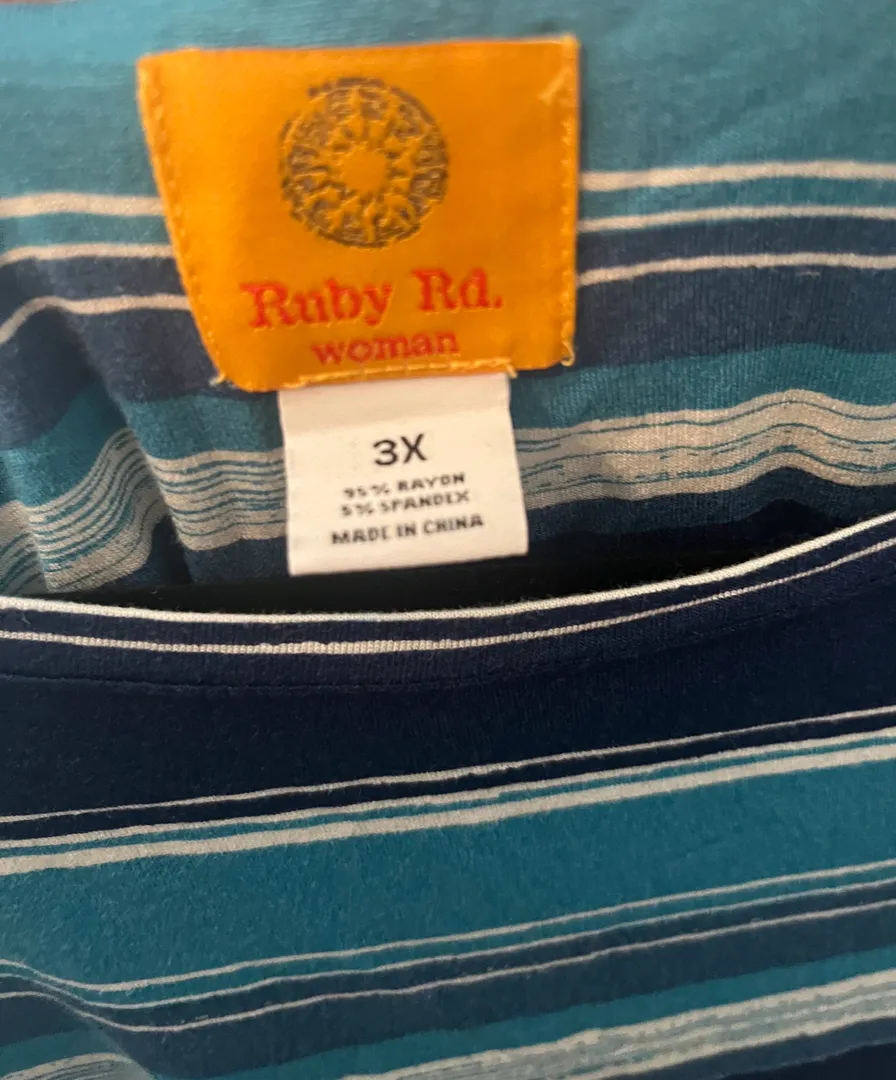 Ruby Rd.
woman
3X
95% RAYON
5% SPANDEX
MADE IN CHINA